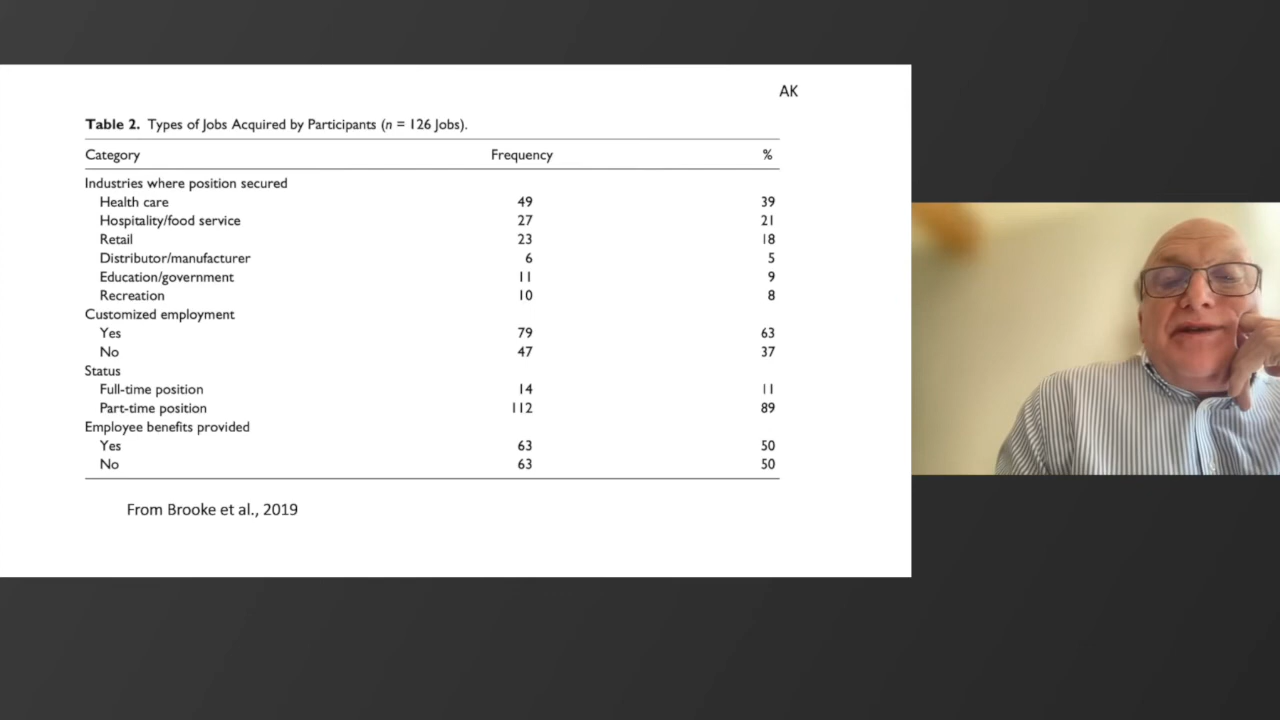 AK
Table 2. Types of Jobs Acquired by Participants (n = 126 Jobs).
Category Frequency %
Industries where position secured
Health care 49 39
Hospitality/food service 27 21
Retail 23 18
Distributor/manufacturer 6 5
Education/government 11 9
Recreation 10 8
Customized employment
Yes 79 63
No 47 37
Status
Full-time position 14 11
Part-time position 112 89
Employee benefits provided
Yes 63 50
No 63 50
From Brooke et al., 2019